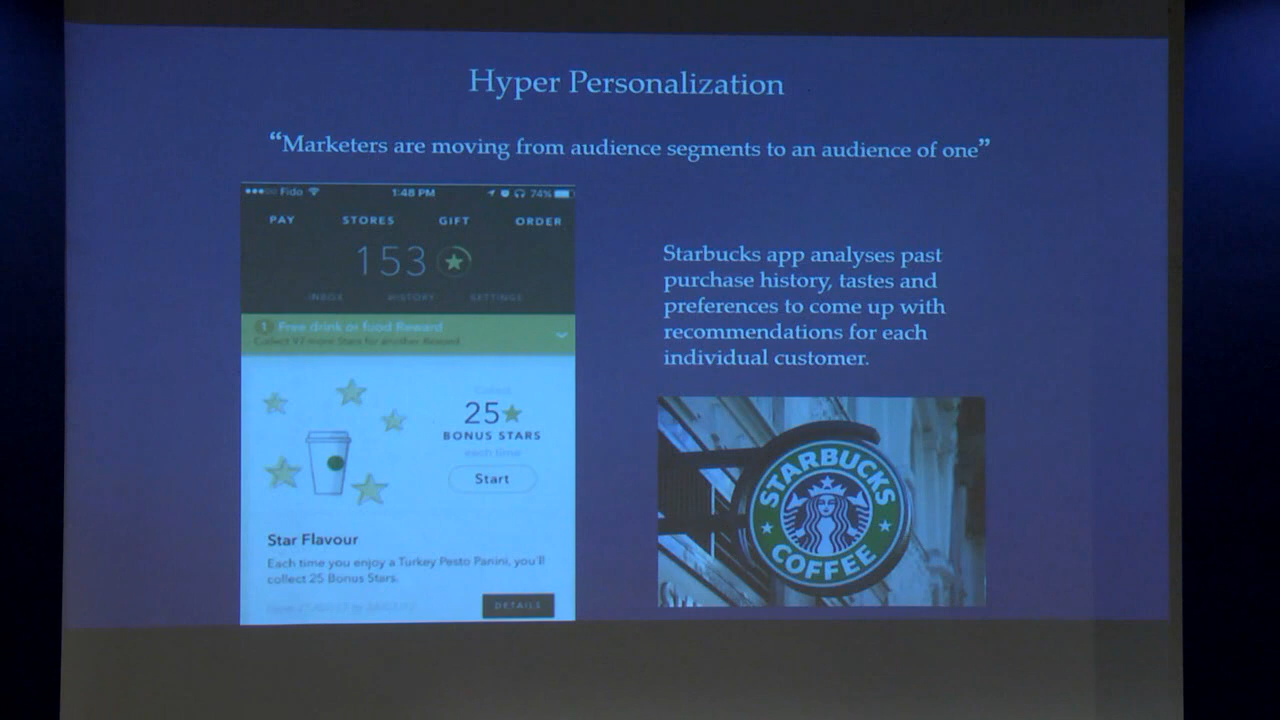 Hyper Personalization
“Marketers are moving from audience segments to an audience of one”
Fido 1:48 PM 74%
PAY STORES GIFT ORDER
153
INBOX HISTORY SETTINGS
1 Free drink or food Reward
Collect 97 more Stars for another Reward
25
BONUS STARS
each time
Start
Star Flavour
Each time you enjoy a Turkey Pesto Panini, you'll
collect 25 Bonus Stars.
DETAILS
Starbucks app analyses past
purchase history, tastes and
preferences to come up with
recommendations for each
individual customer.
STARBUCKS
COFFEE